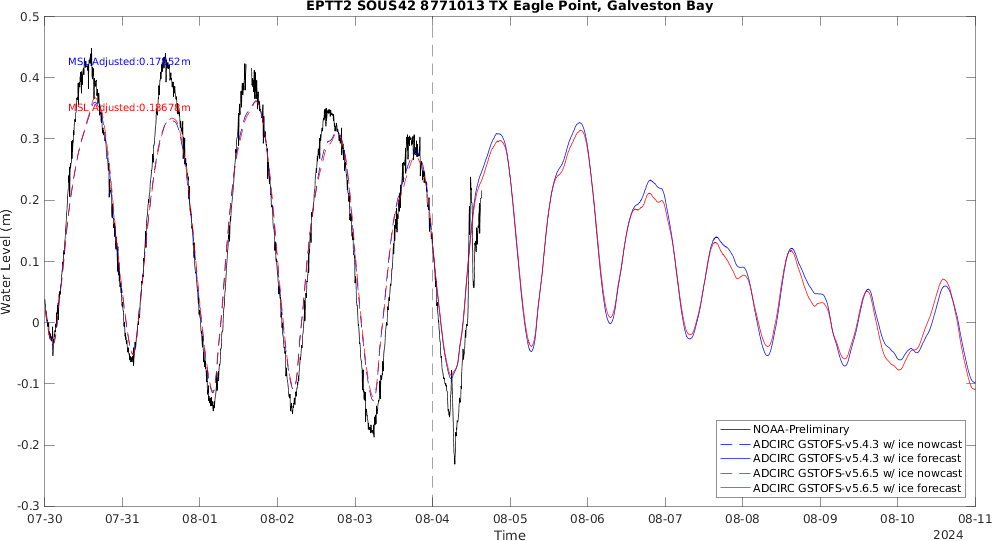 EPTT2 SOUS42 8771013 TX Eagle Point, Galveston Bay
0.5
0.4
0.3
0.2
0.1
0
-0.1
-0.2
-0.3
Water Level (m)
MSL Adjusted:0.17852m
MSL Adjusted:0.18678m
NOAA-Preliminary
ADCIRC GSTOFS-v5.4.3 w/ ice nowcast
ADCIRC GSTOFS-v5.4.3 w/ ice forecast
ADCIRC GSTOFS-v5.6.5 w/ ice nowcast
ADCIRC GSTOFS-v5.6.5 w/ ice forecast
07-30 07-31 08-01 08-02 08-03 08-04 08-05 08-06 08-07 08-08 08-09 08-10 08-11
Time
2024